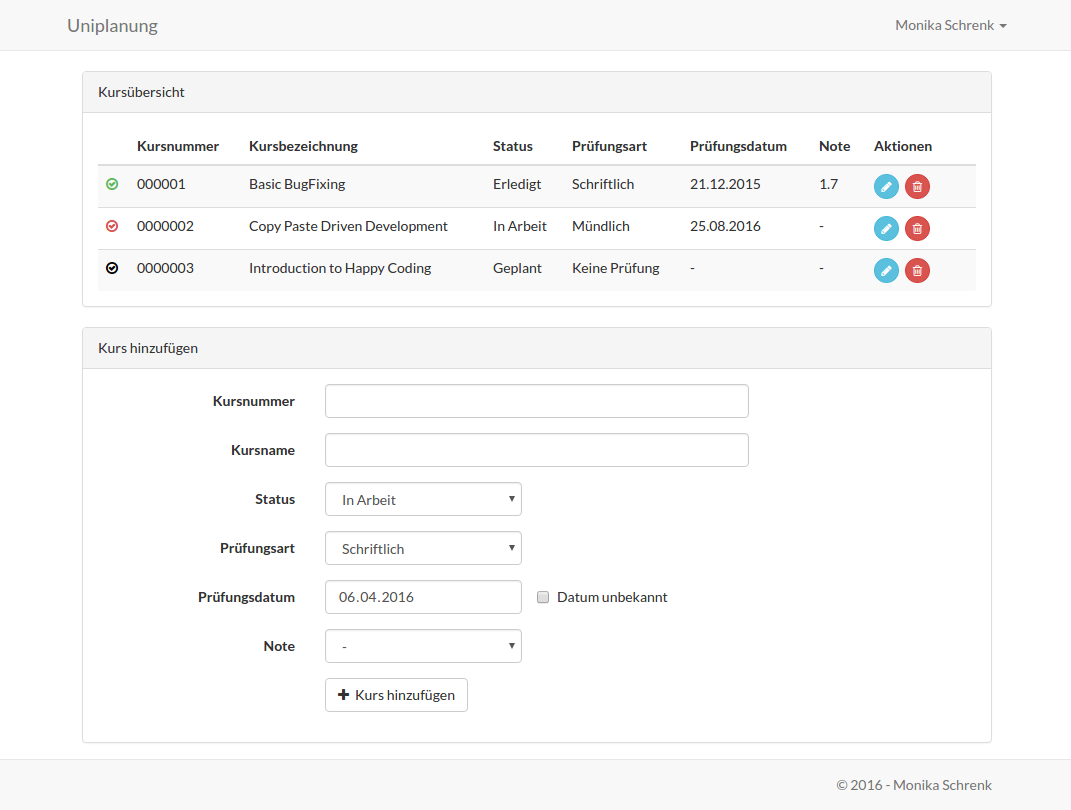 Uniplanung Monika Schrenk
Kursübersicht
Kursnummer Kursbezeichnung Status Prüfungsart Prüfungsdatum Note Aktionen
000001 Basic BugFixing Erledigt Schriftlich 21.12.2015 1.7
0000002 Copy Paste Driven Development In Arbeit Mündlich 25.08.2016 -
0000003 Introduction to Happy Coding Geplant Keine Prüfung - -
Kurs hinzufügen
Kursnummer
Kursname
Status In Arbeit
Prüfungsart Schriftlich
Prüfungsdatum 06.04.2016 Datum unbekannt
Note -
Kurs hinzufügen
© 2016 - Monika Schrenk